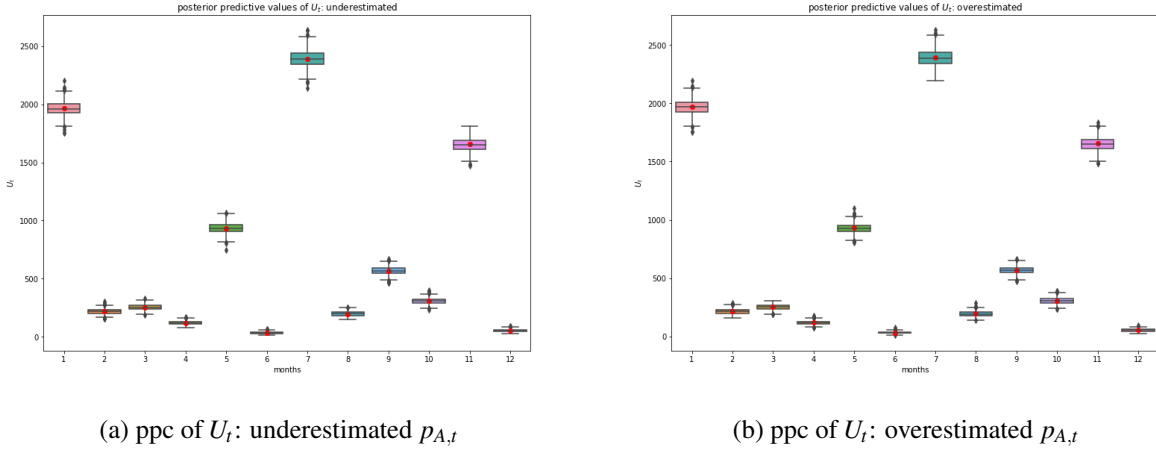 posterior predictive values of U_t: underestimated
2500
2000
1500
1000
500
0
U_t
1 2 3 4 5 6 7 8 9 10 11 12
months
(a) ppc of U_t: underestimated p_{A,t}
posterior predictive values of U_t: overestimated
2500
2000
1500
1000
500
0
U_t
1 2 3 4 5 6 7 8 9 10 11 12
months
(b) ppc of U_t: overestimated p_{A,t}